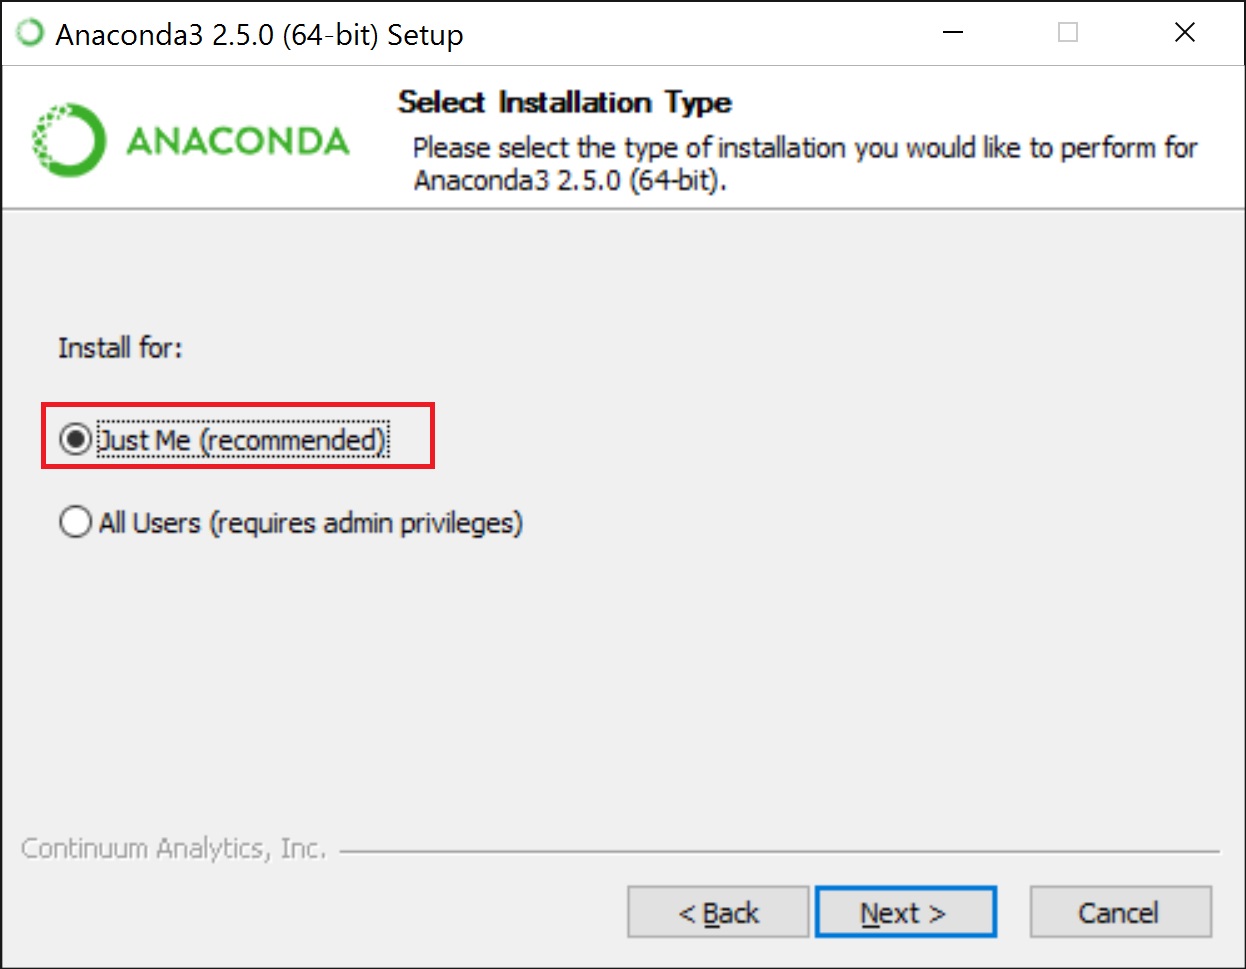 Anaconda3 2.5.0 (64-bit) Setup
ANACONDA
Select Installation Type
Please select the type of installation you would like to perform for
Anaconda3 2.5.0 (64-bit).
Install for:
Just Me (recommended)
All Users (requires admin privileges)
Continuum Analytics, Inc.
< Back
Next >
Cancel